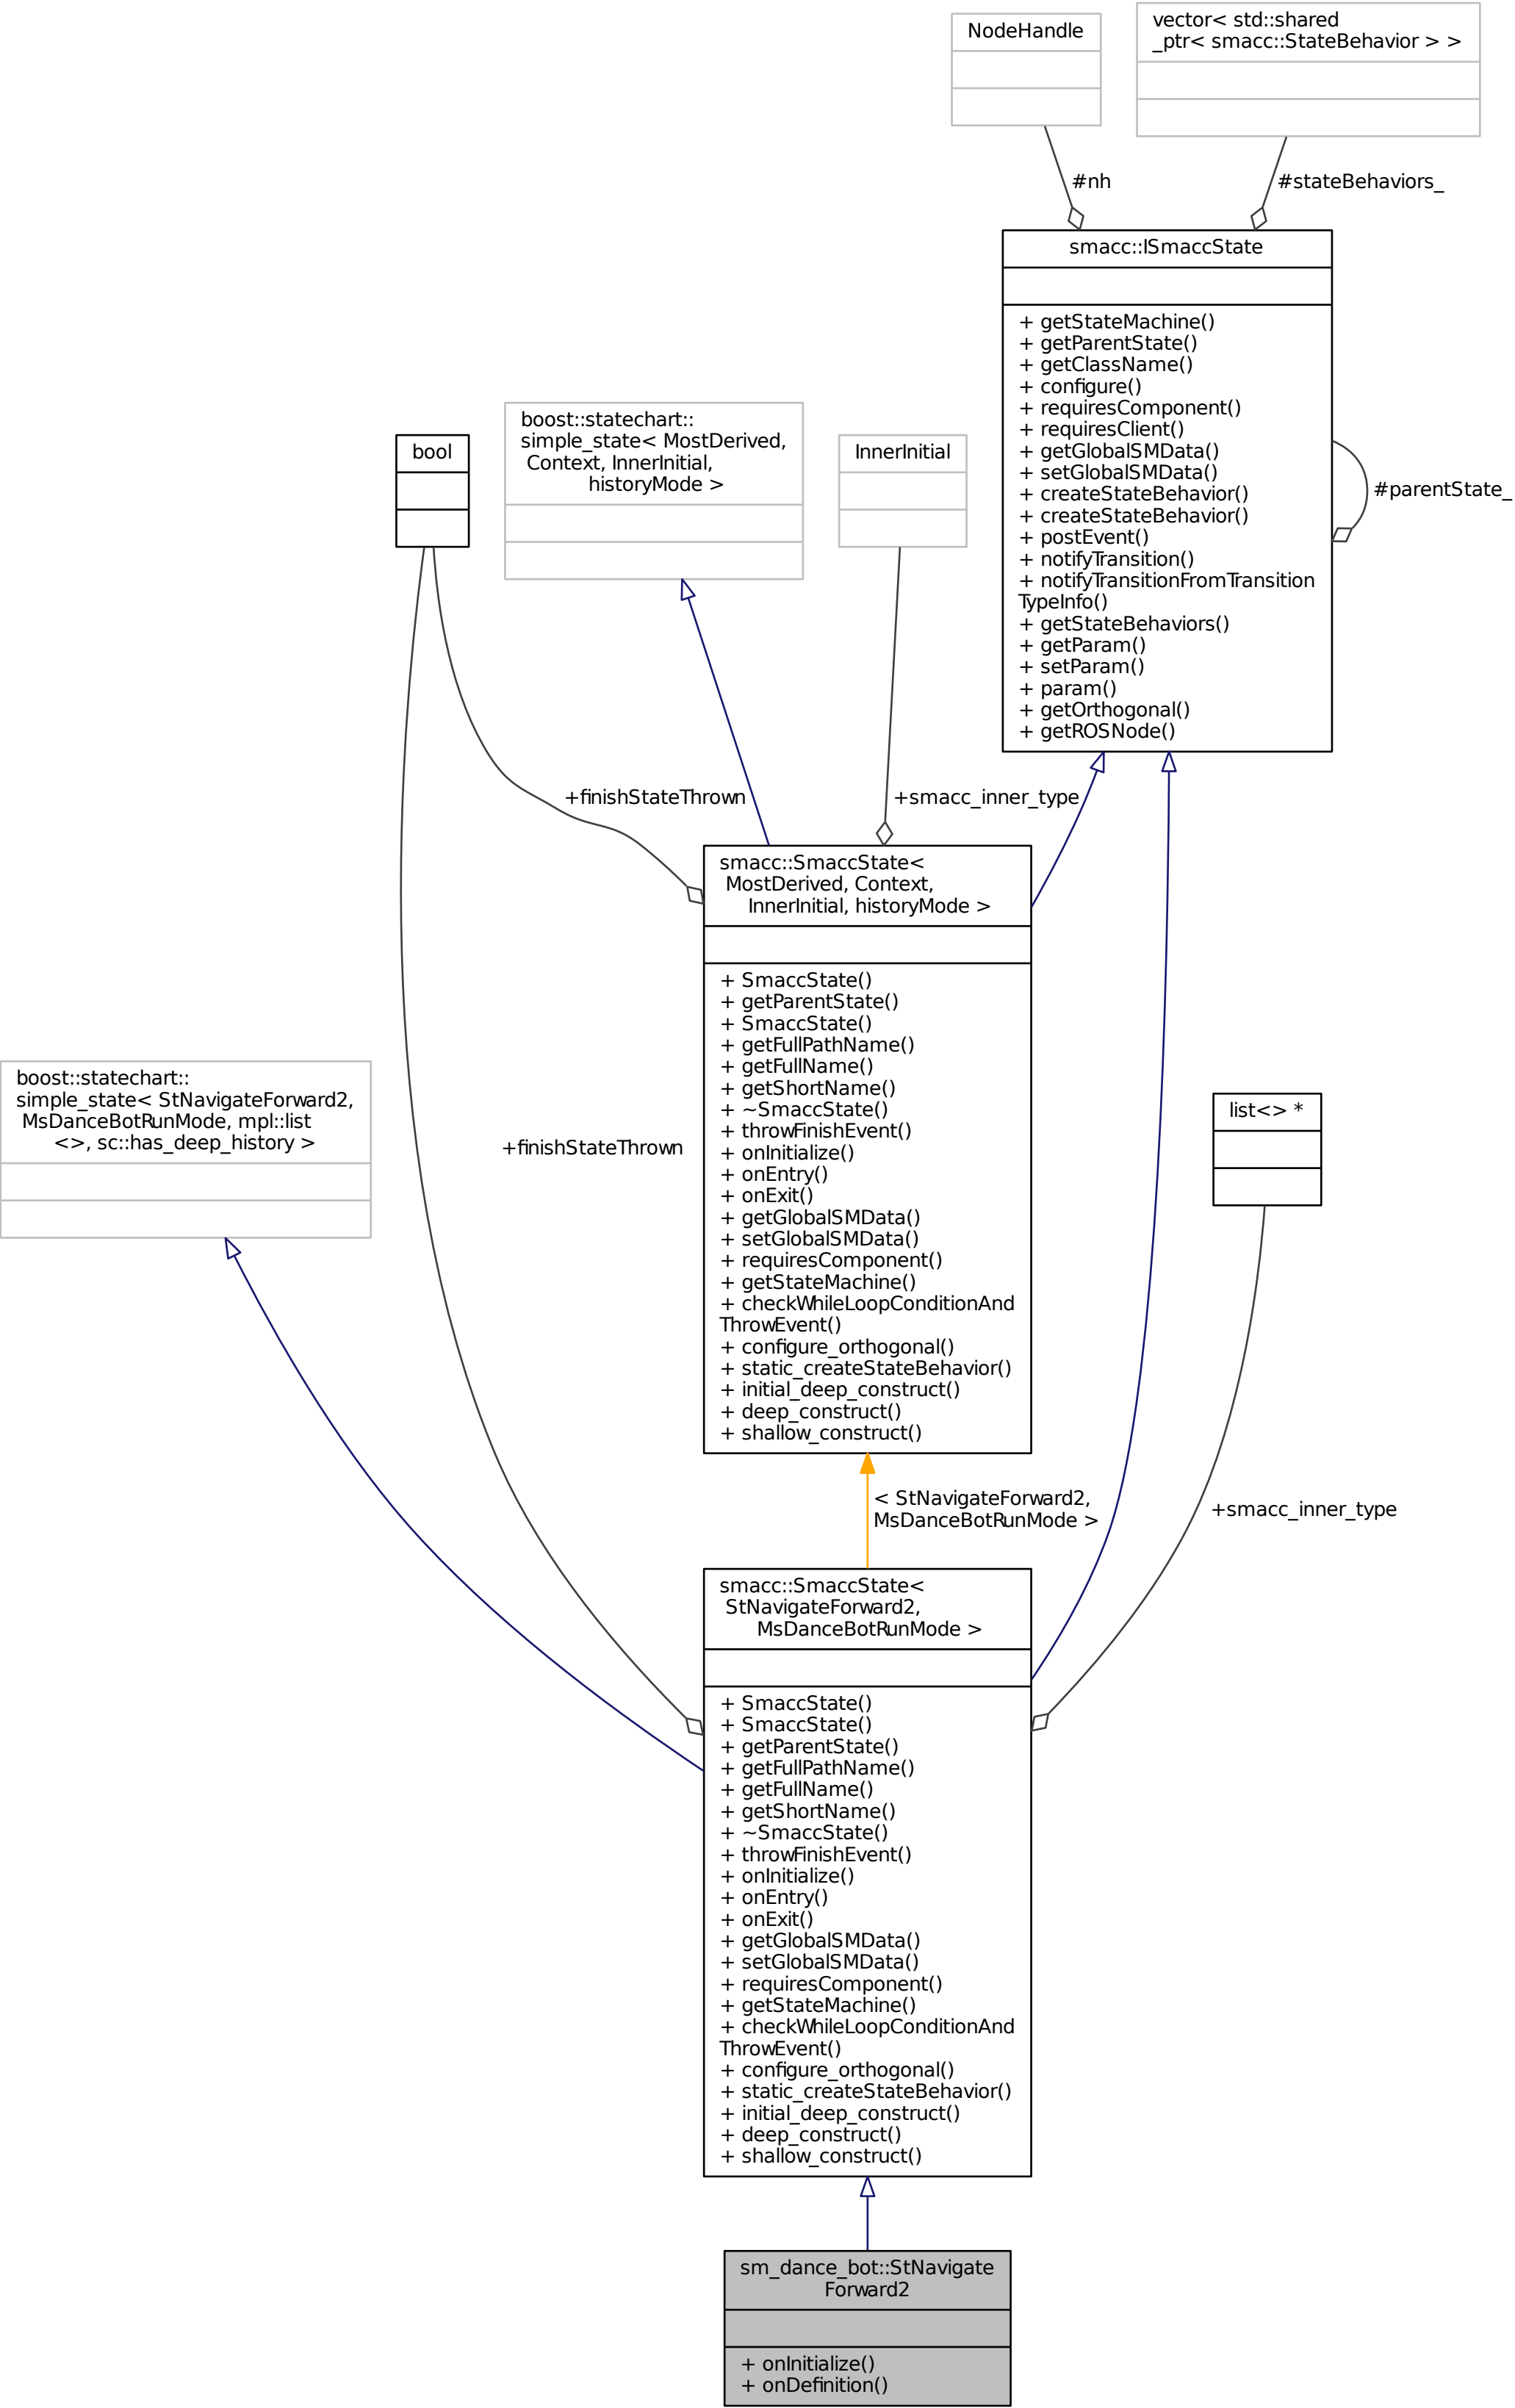 NodeHandle
vector< std::shared
_ptr< smacc::StateBehavior > >
#nh
#stateBehaviors_
smacc::ISmaccState
+ getStateMachine()
+ getParentState()
+ getClassName()
+ configure()
+ requiresComponent()
+ requiresClient()
+ getGlobalSMData()
+ setGlobalSMData()
+ createStateBehavior()
+ createStateBehavior()
+ postEvent()
+ notifyTransition()
+ notifyTransitionFromTransition
TypeInfo()
+ getStateBehaviors()
+ getParam()
+ setParam()
+ param()
+ getOrthogonal()
+ getROSNode()
#parentState_
bool
boost::statechart::
simple_state< MostDerived,
Context, InnerInitial,
historyMode >
InnerInitial
+finishStateThrown
+smacc_inner_type
smacc::SmaccState<
MostDerived, Context,
InnerInitial, historyMode >
+ SmaccState()
+ getParentState()
+ SmaccState()
+ getFullPathName()
+ getFullName()
+ getShortName()
+ ~SmaccState()
+ throwFinishEvent()
+ onInitialize()
+ onEntry()
+ onExit()
+ getGlobalSMData()
+ setGlobalSMData()
+ requiresComponent()
+ getStateMachine()
+ checkWhileLoopConditionAnd
ThrowEvent()
+ configure_orthogonal()
+ static_createStateBehavior()
+ initial_deep_construct()
+ deep_construct()
+ shallow_construct()
boost::statechart::
simple_state< StNavigateForward2,
MsDanceBotRunMode, mpl::list
<>, sc::has_deep_history >
+finishStateThrown
list<> *
< StNavigateForward2,
MsDanceBotRunMode >
+smacc_inner_type
smacc::SmaccState<
StNavigateForward2,
MsDanceBotRunMode >
+ SmaccState()
+ SmaccState()
+ getParentState()
+ getFullPathName()
+ getFullName()
+ getShortName()
+ ~SmaccState()
+ throwFinishEvent()
+ onInitialize()
+ onEntry()
+ onExit()
+ getGlobalSMData()
+ setGlobalSMData()
+ requiresComponent()
+ getStateMachine()
+ checkWhileLoopConditionAnd
ThrowEvent()
+ configure_orthogonal()
+ static_createStateBehavior()
+ initial_deep_construct()
+ deep_construct()
+ shallow_construct()
sm_dance_bot::StNavigate
Forward2
+ onInitialize()
+ onDefinition()